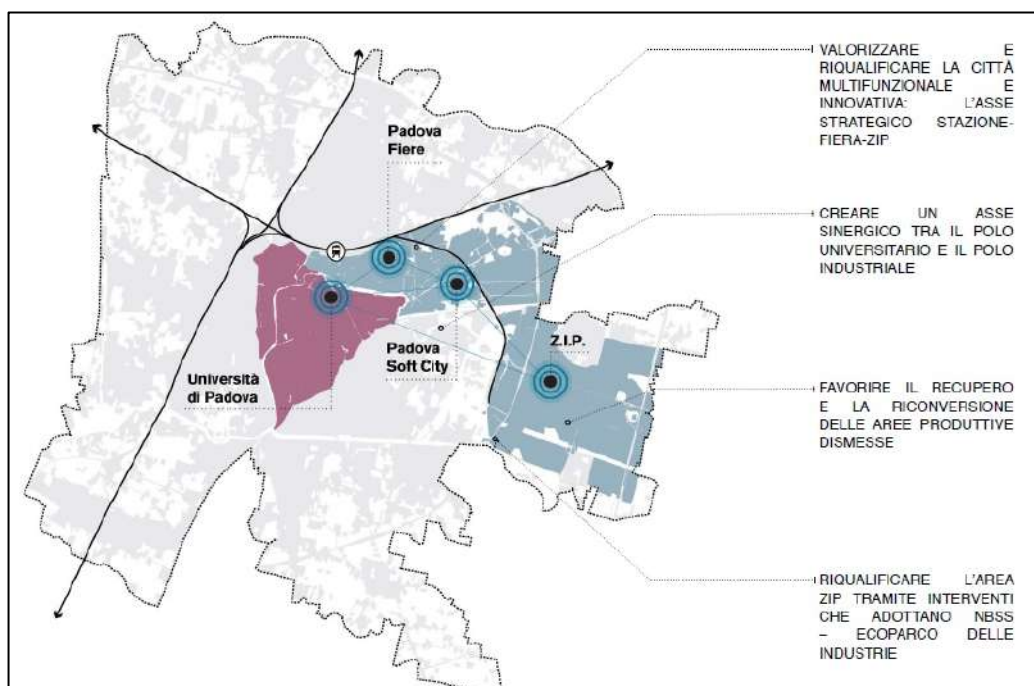 VALORIZZARE E
RIQUALIFICARE LA CITTÀ
MULTIFUNZIONALE E
INNOVATIVA: L'ASSE
STRATEGICO STAZIONE-
FIERA-ZIP
Padova
Fiere
CREARE UN ASSE
SINERGICO TRA IL POLO
UNIVERSITARIO E IL POLO
INDUSTRIALE
Z.I.P.
Padova
Soft City
Università
di Padova
FAVORIRE IL RECUPERO
E LA RICONVERSIONE
DELLE AREE PRODUTTIVE
DISMESSE
RIQUALIFICARE L'AREA
ZIP TRAMITE INTERVENTI
CHE ADOTTANO NBSS
– ECOPARCO DELLE
INDUSTRIE